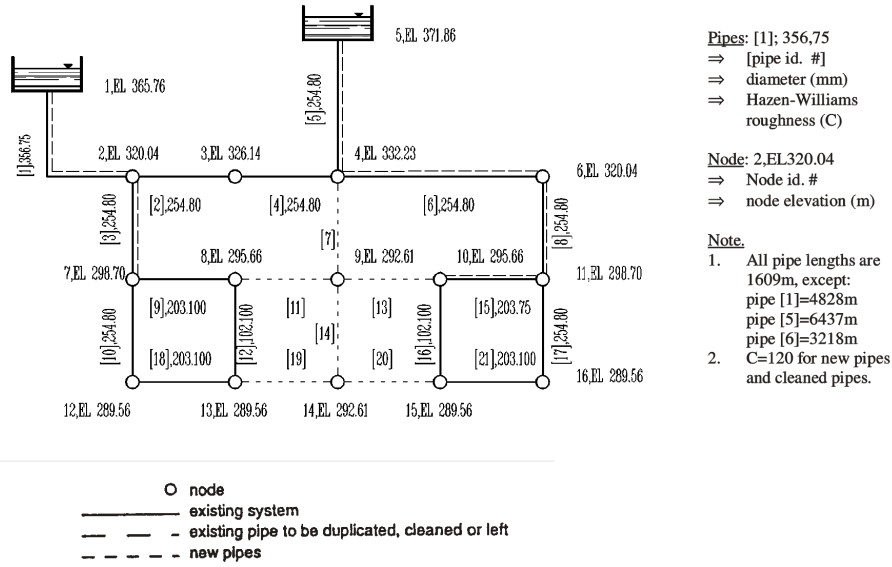 5,EL 371.86
1,EL 365.76
[5],254.80
[1],356.75
2,EL 320.04
3,EL 326.14
4,EL 332.23
6,EL 320.04
[3],254.80
[2],254.80
[4],254.80
[6],254.80
[8],254.80
[7]
8,EL 295.66
9,EL 292.61
10,EL 295.66
7,EL 298.70
11,EL 298.70
[9],203.100
[11]
[13]
[15],203.75
[10],254.80
[12],102.100
[14]
[16],102.100
[17],254.80
[18],203.100
[19]
[20]
[21],203.100
16,EL 289.56
12,EL 289.56
13,EL 289.56
14,EL 292.61
15,EL 289.56
node
existing system
existing pipe to be duplicated, cleaned or left
new pipes
Pipes: [1]; 356,75
⇒ [pipe id. #]
⇒ diameter (mm)
⇒ Hazen-Williams
roughness (C)
Node: 2,EL320.04
⇒ Node id. #
⇒ node elevation (m)
Note.
1. All pipe lengths are
1609m, except:
pipe [1]=4828m
pipe [5]=6437m
pipe [6]=3218m
2. C=120 for new pipes
and cleaned pipes.